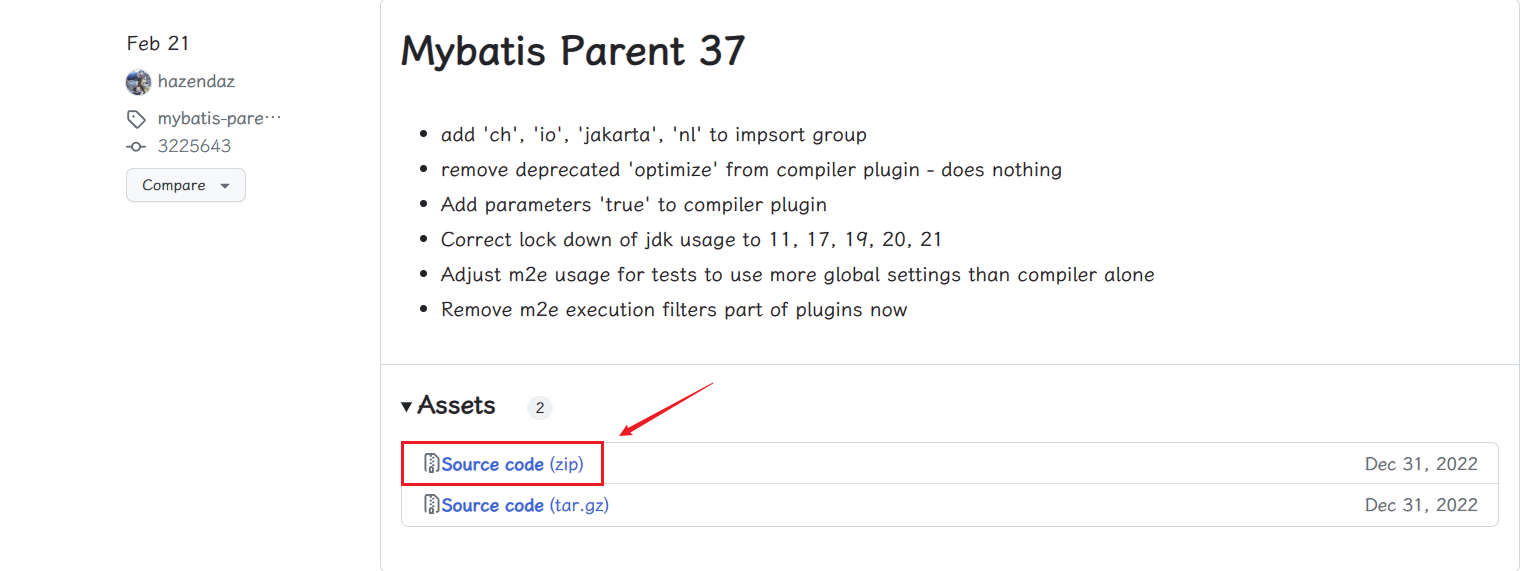 Feb 21
hazendaz
mybatis-pare···
3225643
Compare
Mybatis Parent 37
add 'ch', 'io', 'jakarta', 'nl' to impsort group
remove deprecated 'optimize' from compiler plugin - does nothing
Add parameters 'true' to compiler plugin
Correct lock down of jdk usage to 11, 17, 19, 20, 21
Adjust m2e usage for tests to use more global settings than compiler alone
Remove m2e execution filters part of plugins now
Assets 2
Source code (zip) Dec 31, 2022
Source code (tar.gz) Dec 31, 2022